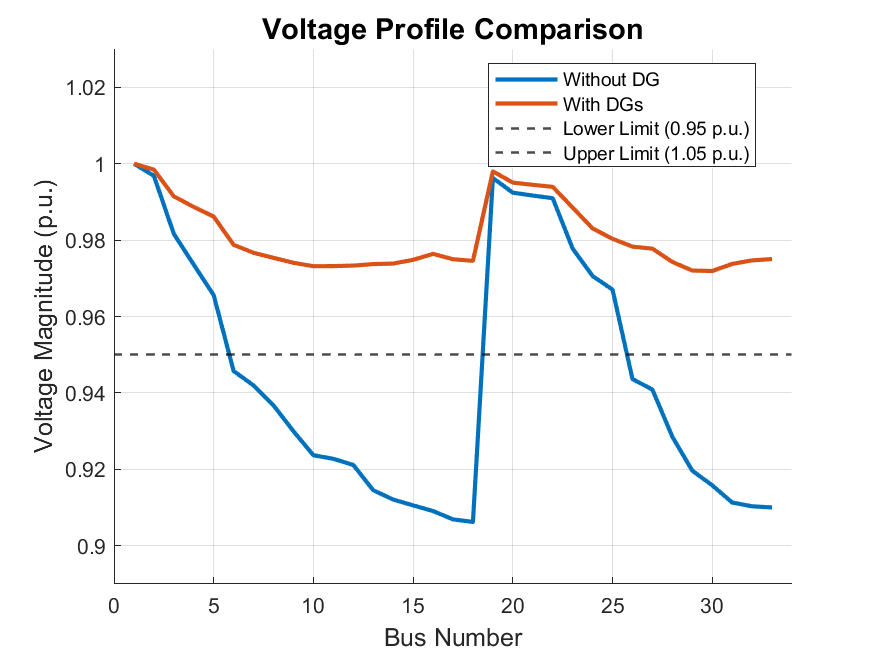 Voltage Profile Comparison
Without DG
With DGs
Lower Limit (0.95 p.u.)
Upper Limit (1.05 p.u.)
Voltage Magnitude (p.u.)
1.02
1
0.98
0.96
0.94
0.92
0.9
0 5 10 15 20 25 30
Bus Number